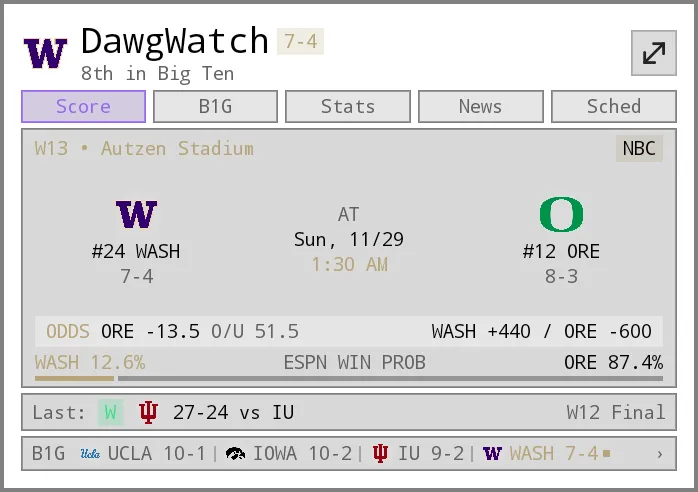 W DawgWatch 7-4
8th in Big Ten
Score B1G Stats News Sched
W13 • Autzen Stadium NBC
W AT O
#24 WASH Sun, 11/29 #12 ORE
7-4 1:30 AM 8-3
ODDS ORE -13.5 O/U 51.5 WASH +440 / ORE -600
WASH 12.6% ESPN WIN PROB ORE 87.4%
Last: W 27-24 vs IU W12 Final
B1G Ucla UCLA 10-1 | IOWA 10-2 | IU 9-2 | W WASH 7-4 ▪ ›